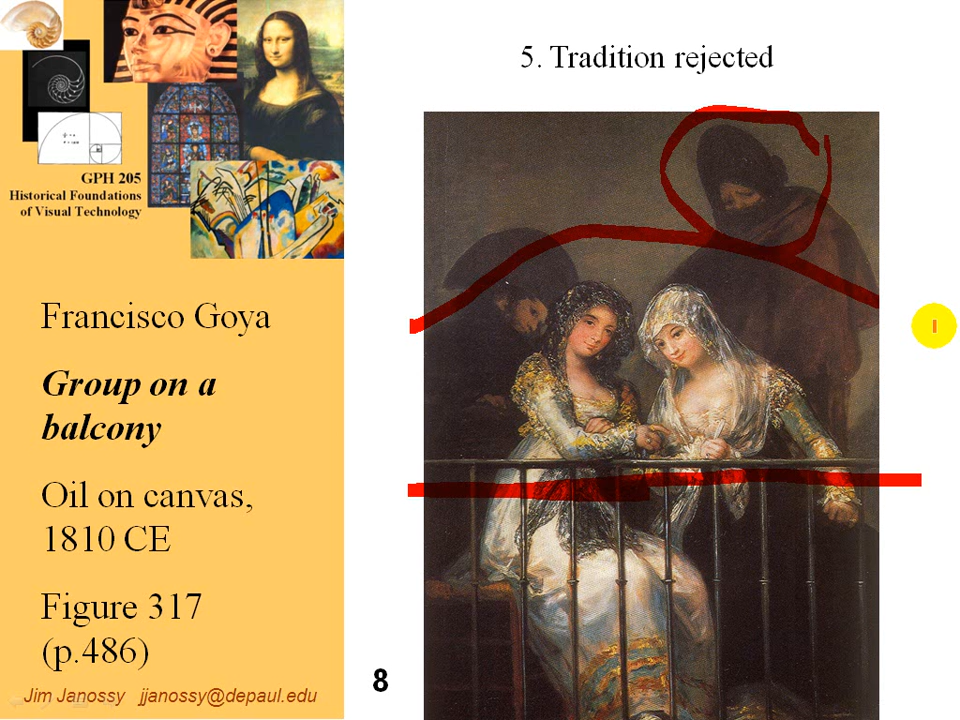 5. Tradition rejected
GPH 205
Historical Foundations
of Visual Technology
Francisco Goya
Group on a
balcony
Oil on canvas,
1810 CE
Figure 317
(p.486)
Jim Janossy jjanossy@depaul.edu
8